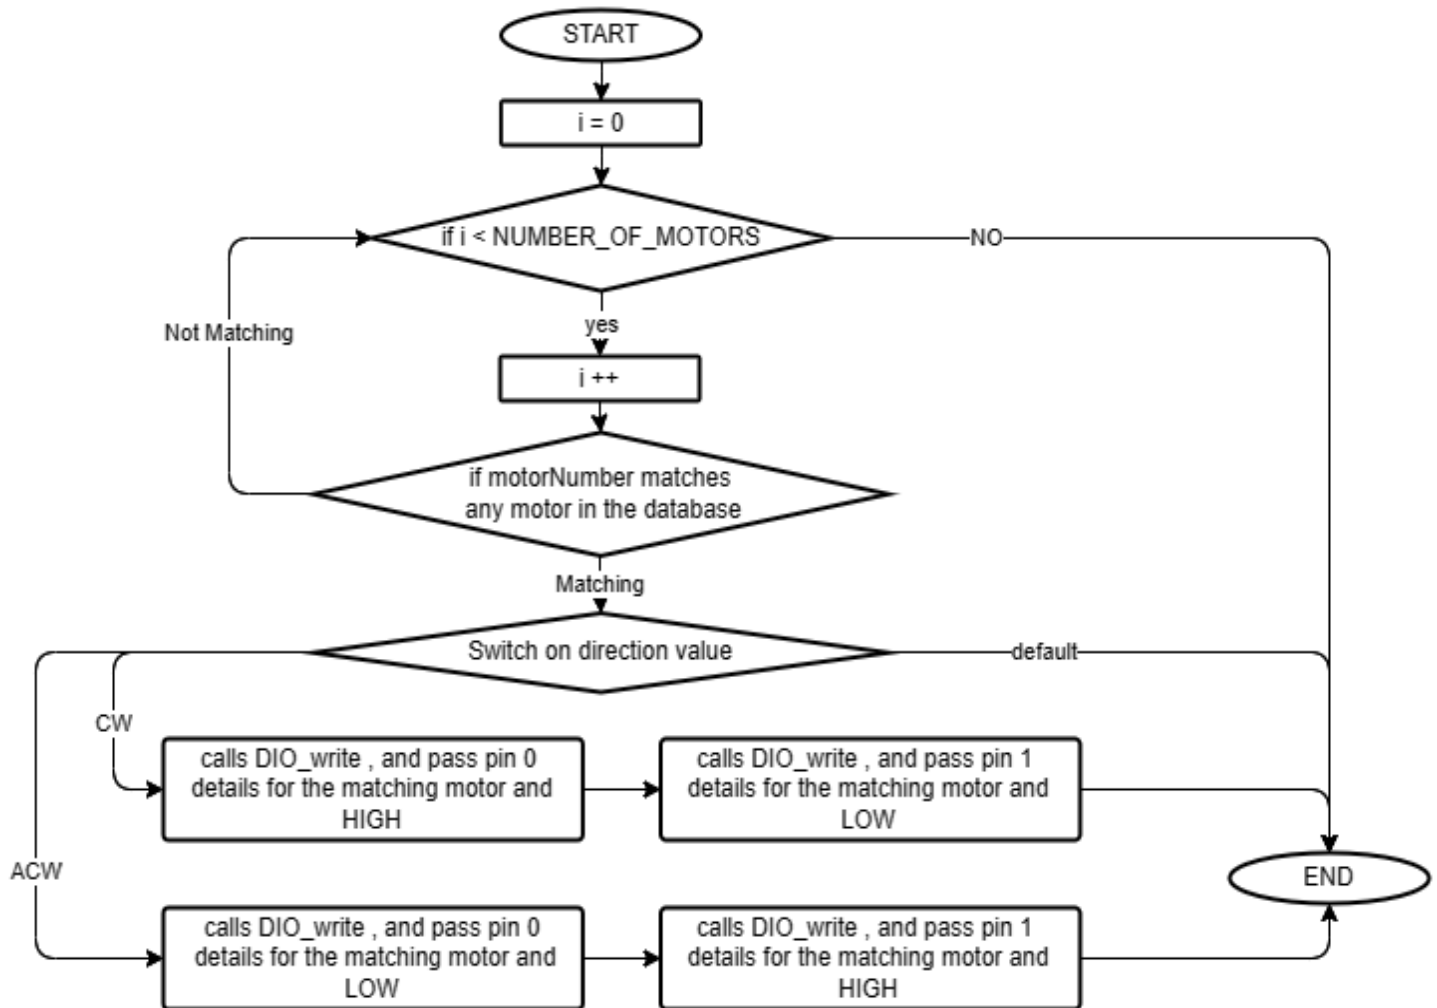 START
i = 0
if i < NUMBER_OF_MOTORS
NO
yes
Not Matching
i ++
if motorNumber matches
any motor in the database
Matching
Switch on direction value
default
CW
calls DIO_write , and pass pin 0
details for the matching motor and
HIGH
calls DIO_write , and pass pin 1
details for the matching motor and
LOW
ACW
END
calls DIO_write , and pass pin 0
details for the matching motor and
LOW
calls DIO_write , and pass pin 1
details for the matching motor and
HIGH